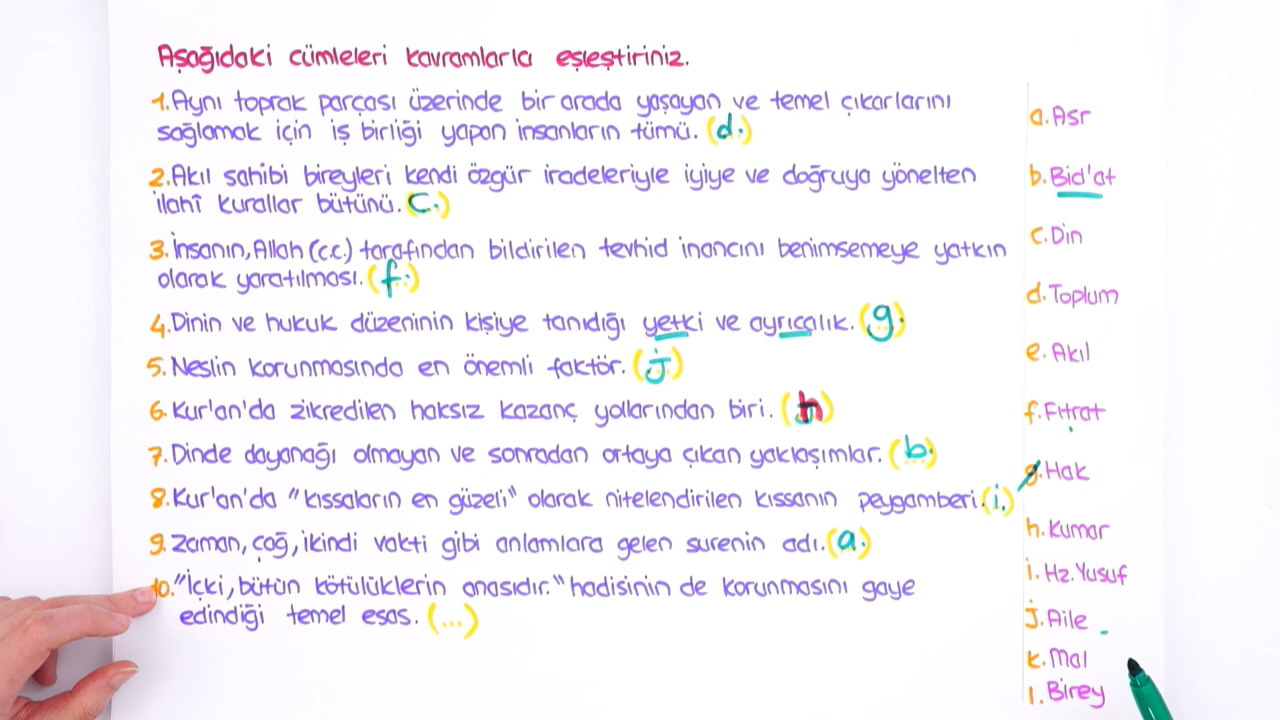 Aşağıdaki cümleleri kavramlarla eşleştiriniz.
1.Aynı toprak parçası üzerinde bir arada yaşayan ve temel çıkarlarını
sağlamak için iş birliği yapan insanların tümü. (d.)
2.Akıl sahibi bireyleri kendi özgür iradeleriyle iyiye ve doğruya yönelten
ilahî kurallar bütünü. (c.)
3.İnsanın, Allah (c.c.) tarafından bildirilen tevhid inancını benimsemeye yatkın
olarak yaratılması. (f.)
4.Dinin ve hukuk düzeninin kişiye tanıdığı yetki ve ayrıcalık. (g.)
5.Neslin korunmasında en önemli faktör. (j)
6.Kur'an'da zikredilen haksız kazanç yollarından biri. (h)
7.Dinde dayanağı olmayan ve sonradan ortaya çıkan yaklaşımlar. (b.)
8.Kur'an'da "kıssaların en güzeli" olarak nitelendirilen kıssanın peygamberi. (i.)
9.Zaman, çağ, ikindi vakti gibi anlamlara gelen surenin adı. (a.)
10."İçki, bütün kötülüklerin anasıdır." hadisinin de korunmasını gaye
edindiği temel esas. (...)
a.Asr
b.Bid'at
c.Din
d.Toplum
e.Akıl
f.Fıtrat
g.Hak
h.Kumar
i.Hz.Yusuf
j.Aile
k.Mal
l.Birey